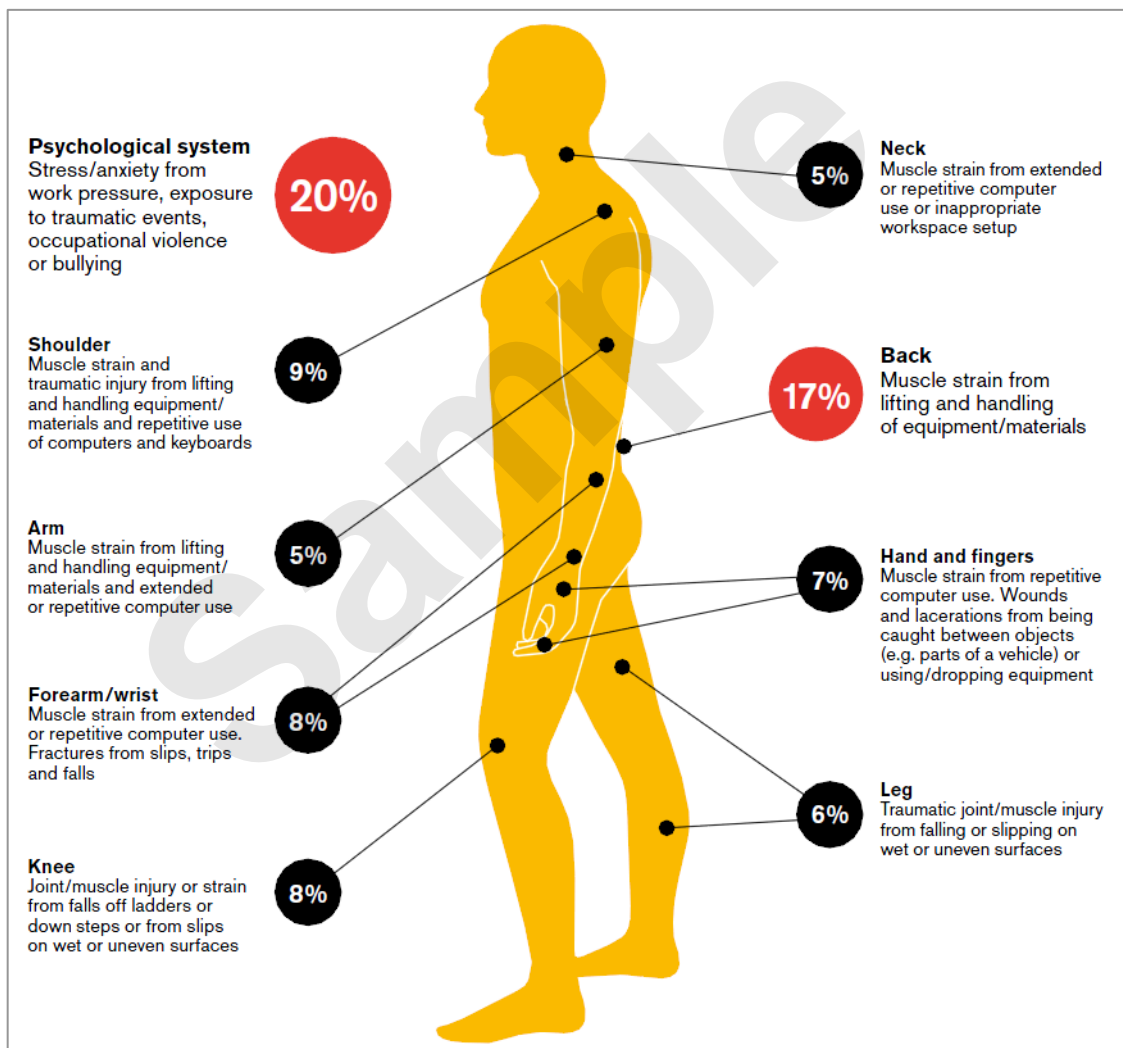 Psychological system
Stress/anxiety from
work pressure, exposure
to traumatic events,
occupational violence
or bullying
20%
Shoulder
Muscle strain and
traumatic injury from lifting
and handling equipment/
materials and repetitive use
of computers and keyboards
9%
Arm
Muscle strain from lifting
and handling equipment/
materials and extended
or repetitive computer use
5%
Forearm/wrist
Muscle strain from extended
or repetitive computer use.
Fractures from slips, trips
and falls
8%
Knee
Joint/muscle injury or strain
from falls off ladders or
down steps or from slips
on wet or uneven surfaces
8%
5%
Neck
Muscle strain from extended
or repetitive computer
use or inappropriate
workspace setup
17%
Back
Muscle strain from
lifting and handling
of equipment/materials
7%
Hand and fingers
Muscle strain from repetitive
computer use. Wounds
and lacerations from being
caught between objects
(e.g. parts of a vehicle) or
using/dropping equipment
6%
Leg
Traumatic joint/muscle injury
from falling or slipping on
wet or uneven surfaces
Sample